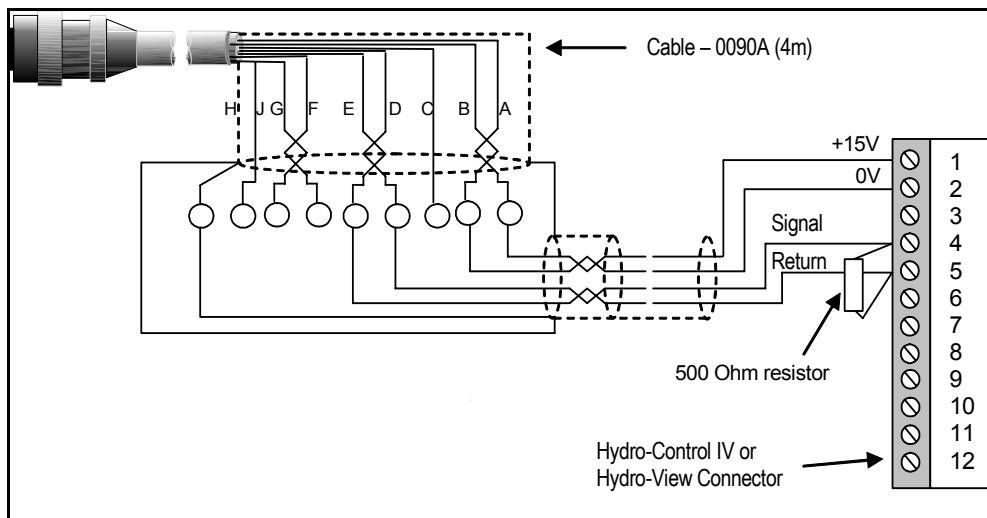 Cable – 0090A (4m)
H J G F E D C B A
+15V
0V
Signal
Return
1
2
3
4
5
6
7
8
9
10
11
12
500 Ohm resistor
Hydro-Control IV or
Hydro-View Connector